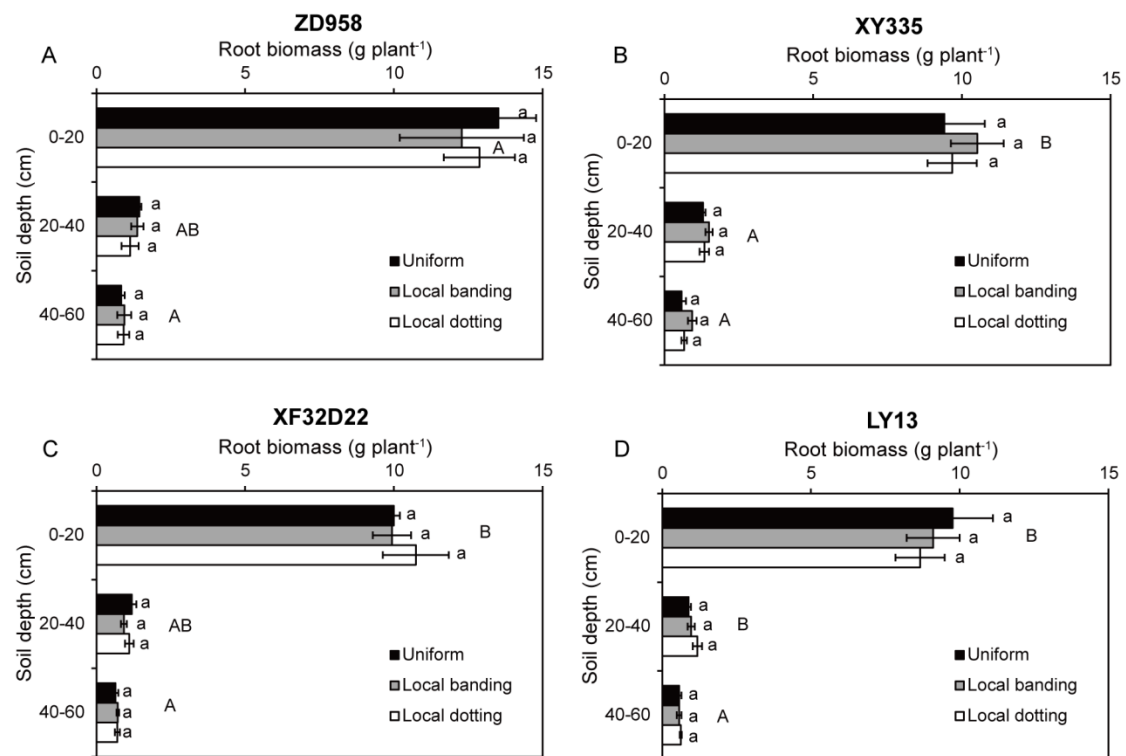 ZD958
A
Root biomass (g plant⁻¹)
0 5 10 15
Soil depth (cm)
0-20
a
a
A
a
20-40
a
a
AB
a
40-60
a
a
A
a
Uniform
Local banding
Local dotting
XY335
B
Root biomass (g plant⁻¹)
0 5 10 15
Soil depth (cm)
0-20
a
a
B
a
20-40
a
a
A
a
40-60
a
a
A
a
Uniform
Local banding
Local dotting
XF32D22
C
Root biomass (g plant⁻¹)
0 5 10 15
Soil depth (cm)
0-20
a
a
B
a
20-40
a
a
AB
a
40-60
a
a
A
a
Uniform
Local banding
Local dotting
LY13
D
Root biomass (g plant⁻¹)
0 5 10 15
Soil depth (cm)
0-20
a
a
B
a
20-40
a
a
B
a
40-60
a
a
A
a
Uniform
Local banding
Local dotting